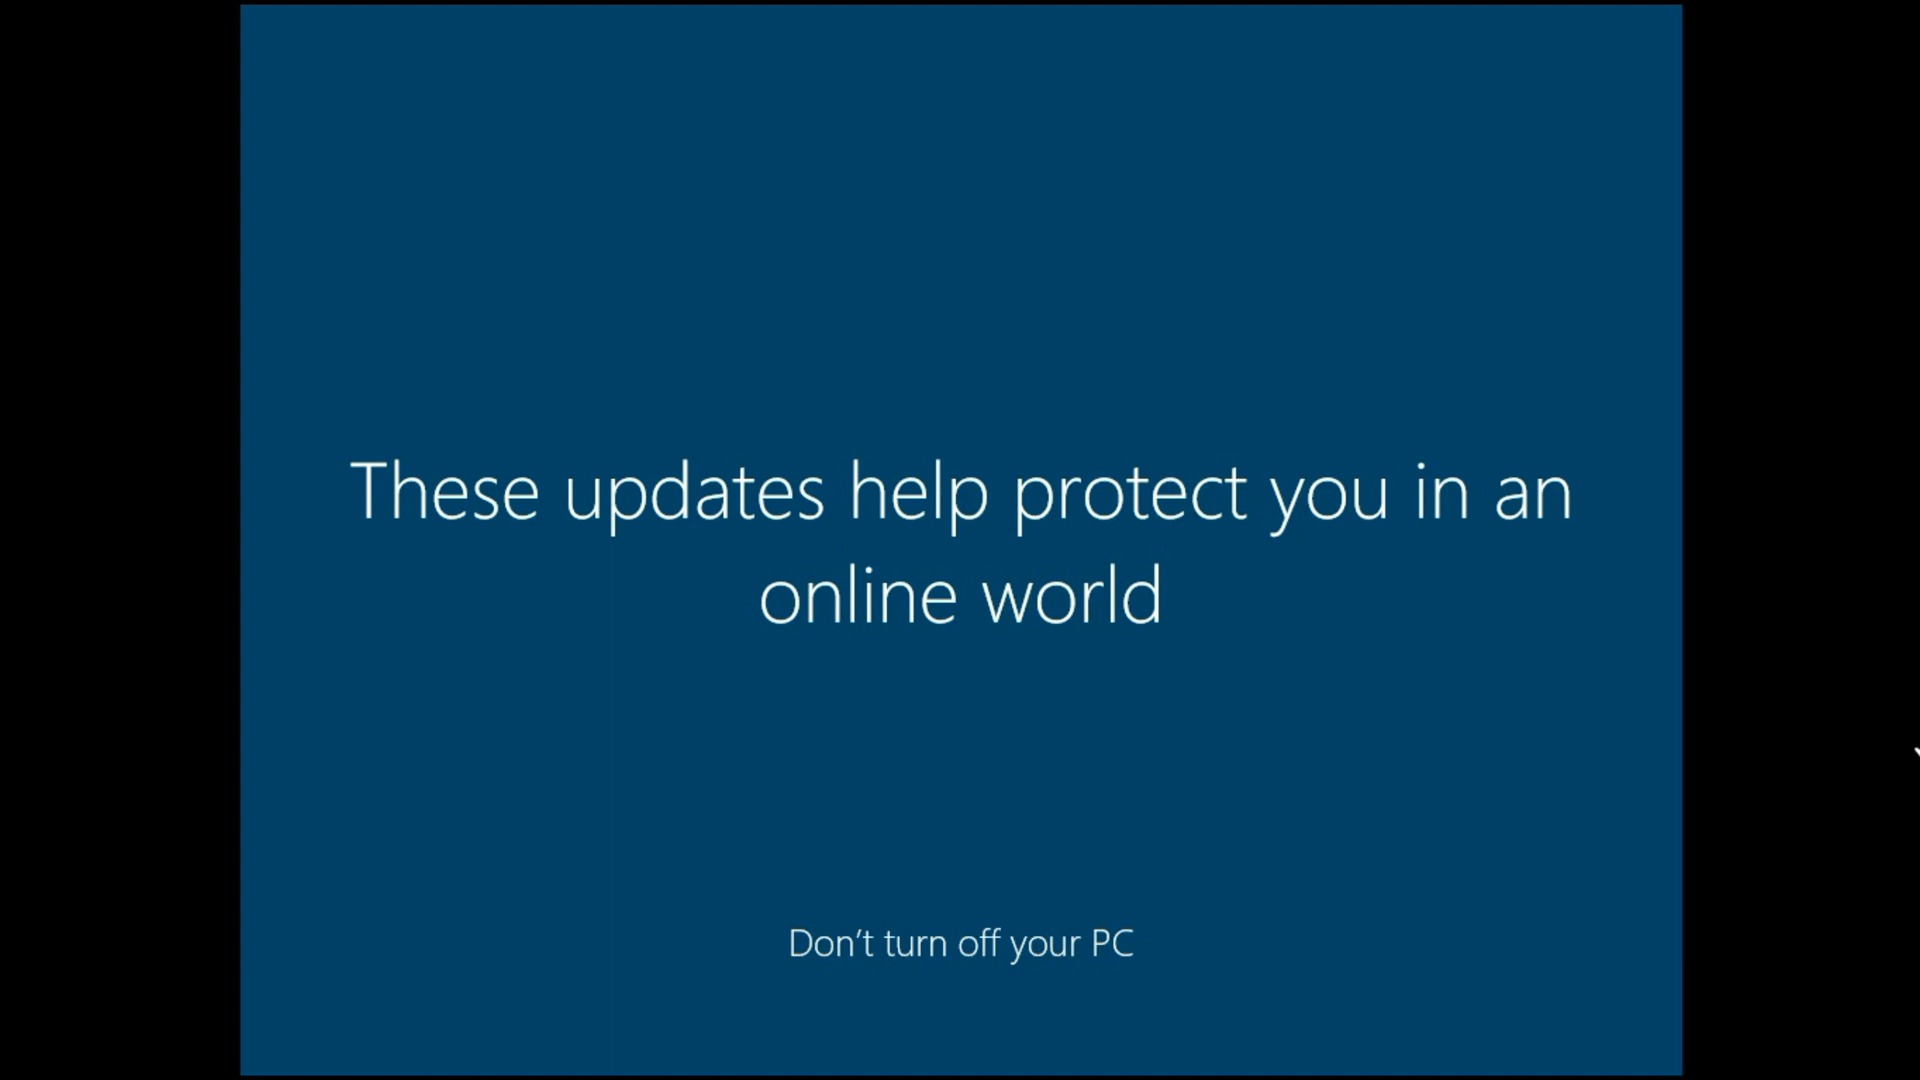 These updates help protect you in an
online world
Don’t turn off your PC